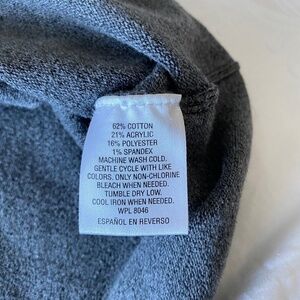 62% COTTON
21% ACRYLIC
16% POLYESTER
1% SPANDEX
MACHINE WASH COLD.
GENTLE CYCLE WITH LIKE
COLORS. ONLY NON-CHLORINE
BLEACH WHEN NEEDED.
TUMBLE DRY LOW.
COOL IRON WHEN NEEDED.
WPL 8046
ESPAÑOL EN REVERSO